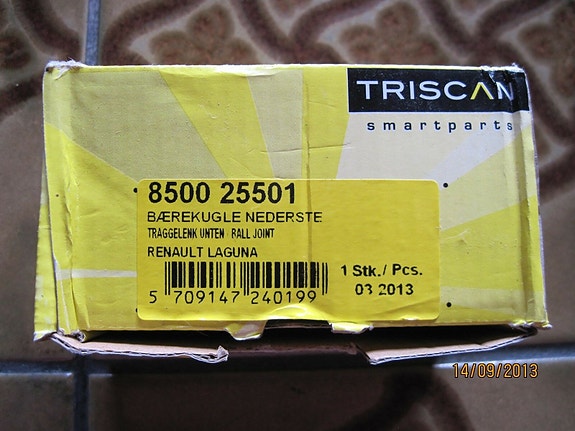 TRISCAN
smartparts
8500 25501
BÆREKUGLE NEDERSTE
TRAGGELENK UNTEN · BALL JOINT
RENAULT LAGUNA
1 Stk./ Pcs.
03 2013
5 709147 240199
14/09/2013